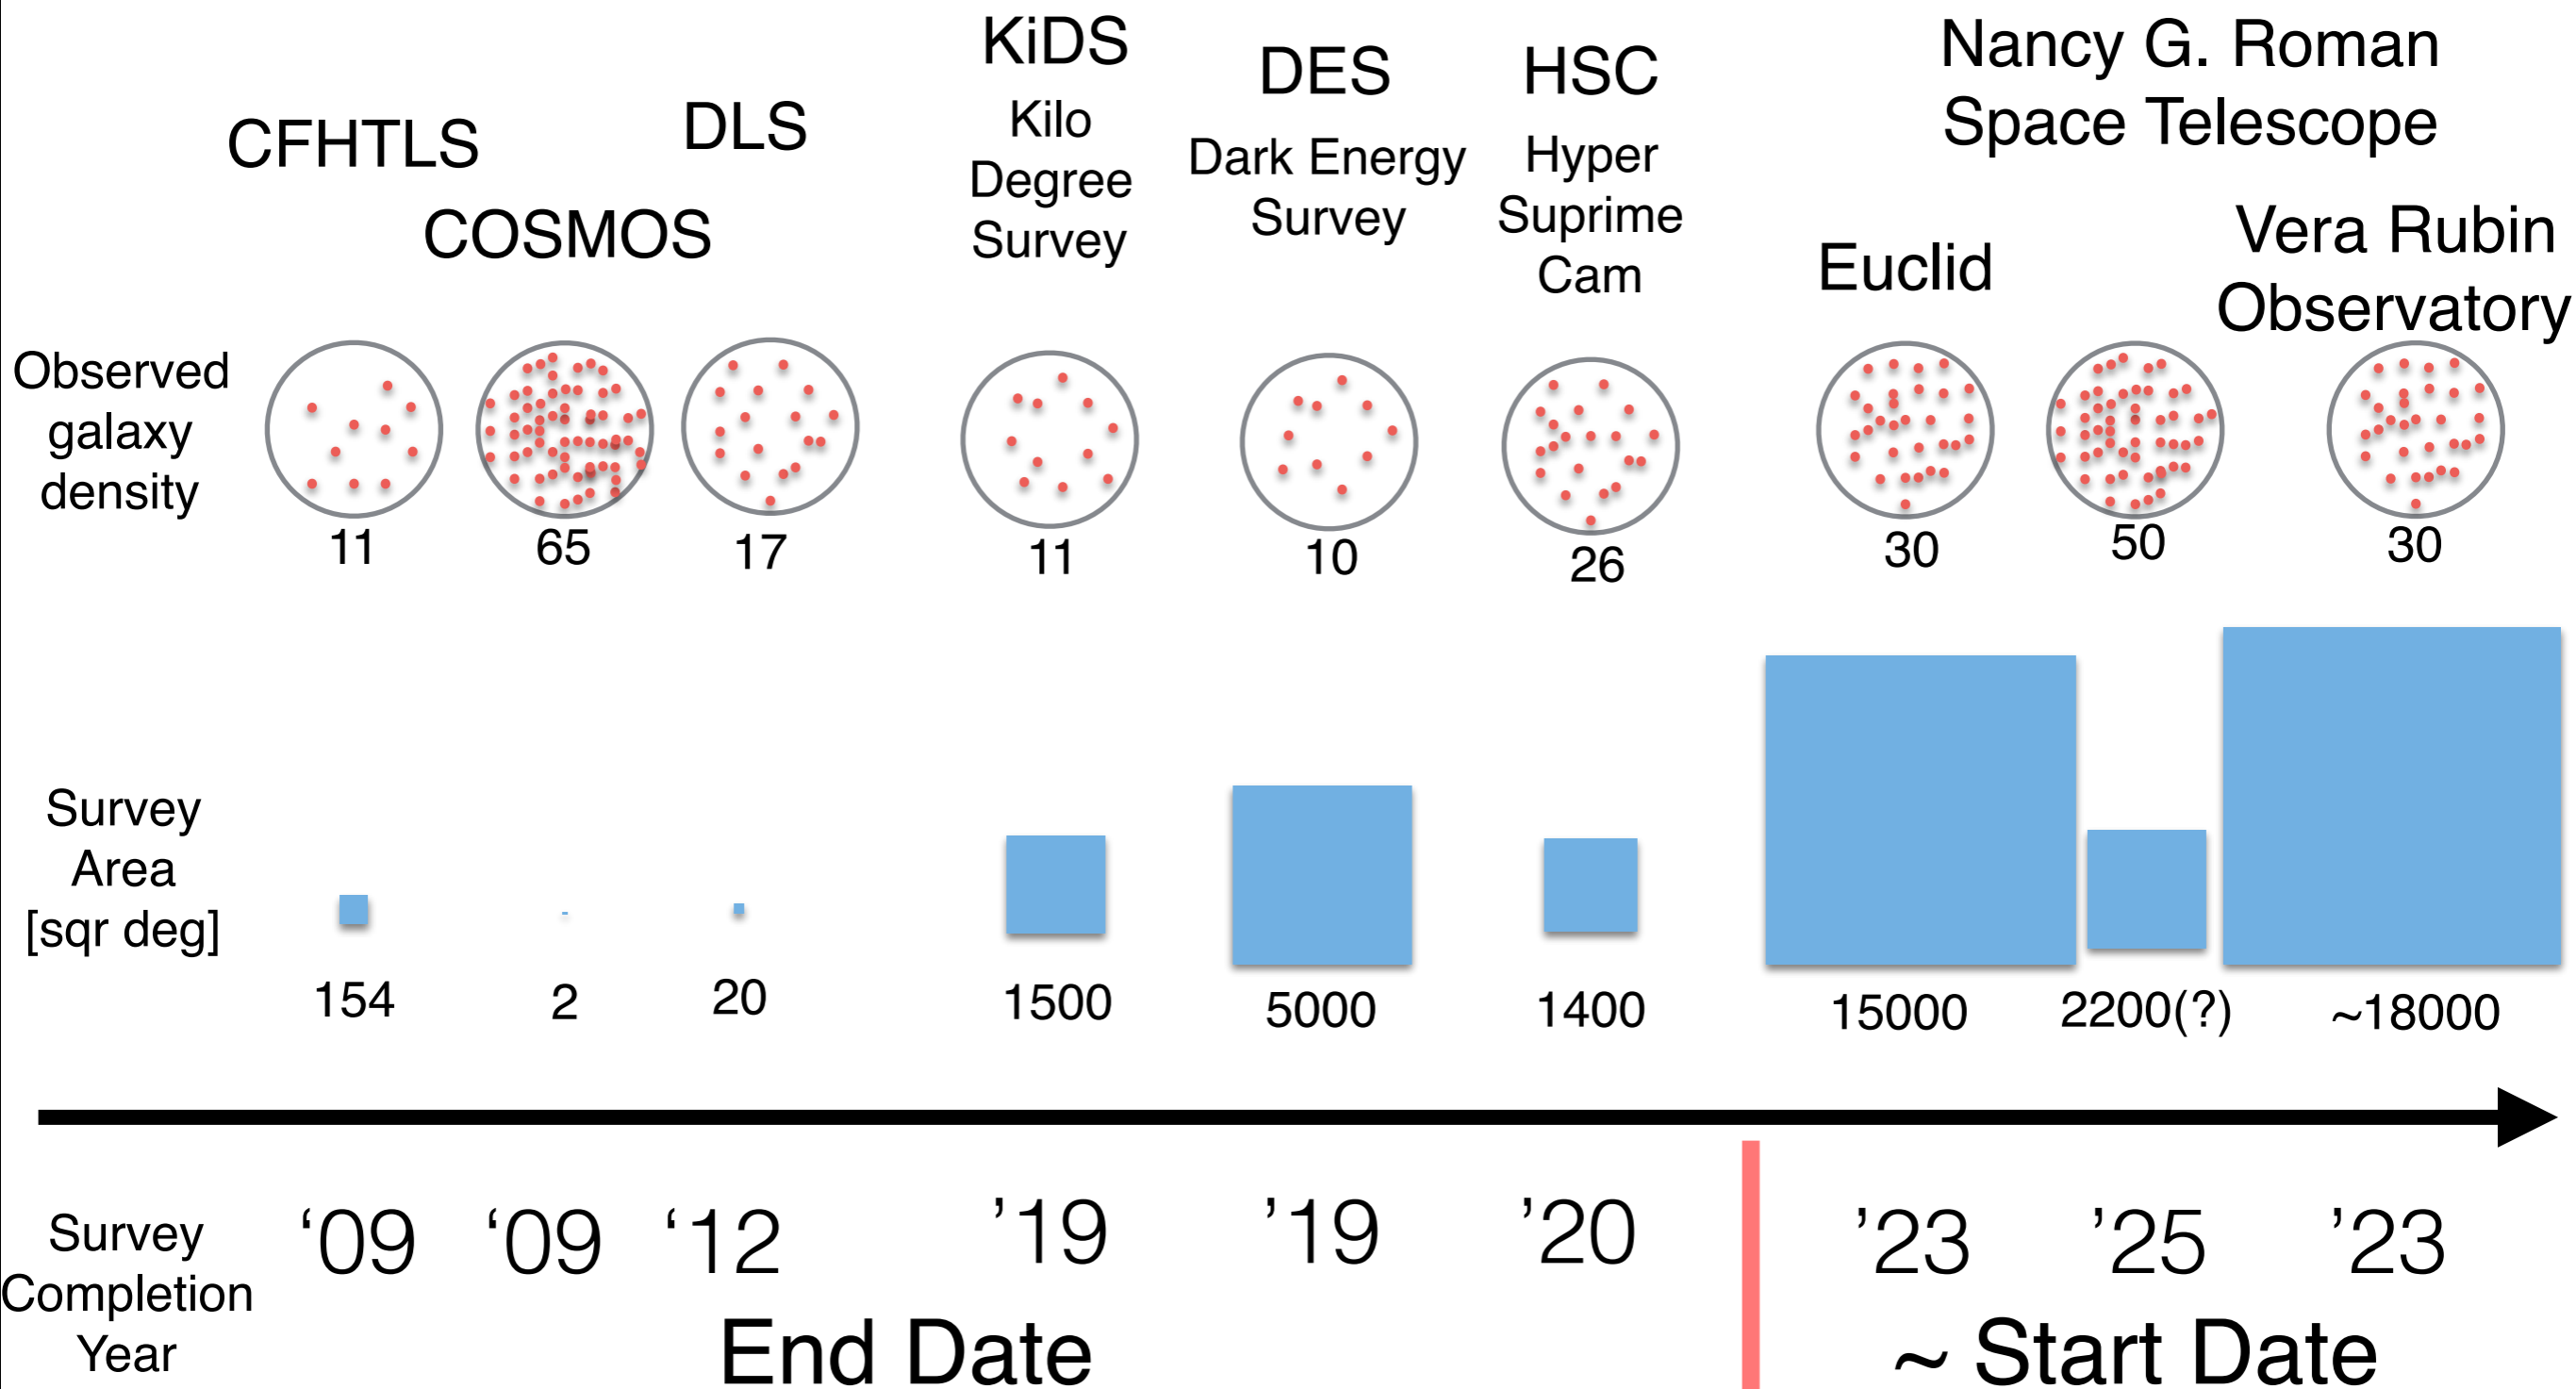 CFHTLS
COSMOS
DLS
KiDS
Kilo
Degree
Survey
DES
Dark Energy
Survey
HSC
Hyper
Suprime
Cam
Nancy G. Roman
Space Telescope
Euclid
Vera Rubin
Observatory
Observed
galaxy
density
11
65
17
11
10
26
30
50
30
Survey
Area
[sqr deg]
154
2
20
1500
5000
1400
15000
2200(?)
~18000
Survey
Completion
Year
‘09
‘09
‘12
’19
’19
’20
’23
’25
’23
End Date
~ Start Date